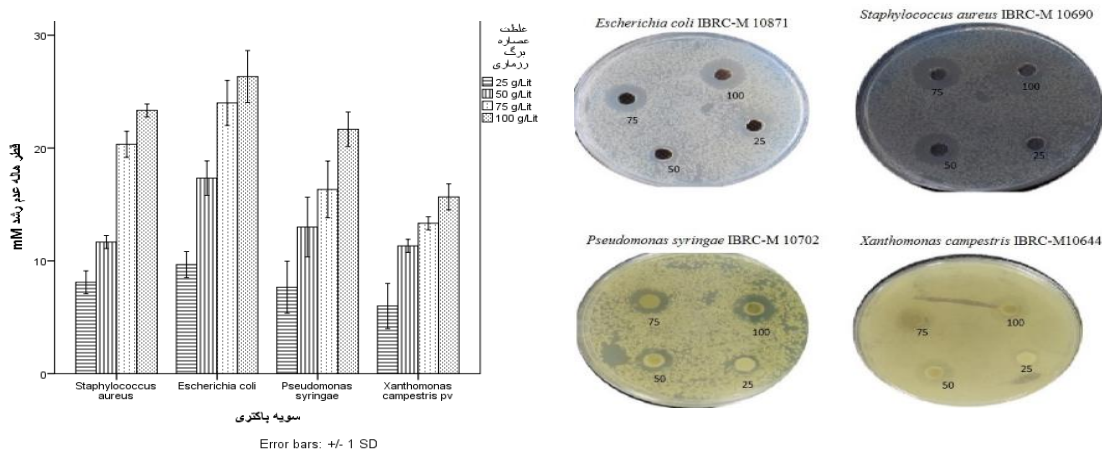 30
20
10
0
قطر هاله عدم رشد mM
غلظت
عصاره
برگ
رزماری
25 g/Lit
50 g/Lit
75 g/Lit
100 g/Lit
Staphylococcus
aureus
Escherichia coli
Pseudomonas
syringae
Xanthomonas
campestris pv
سویه باکتری
Error bars: +/- 1 SD
Escherichia coli IBRC-M 10871
100
75
25
50
Staphylococcus aureus IBRC-M 10690
75
100
50
25
Pseudomonas syringae IBRC-M 10702
75
100
50
25
Xanthomonas campestris IBRC-M10644
75
100
50
25